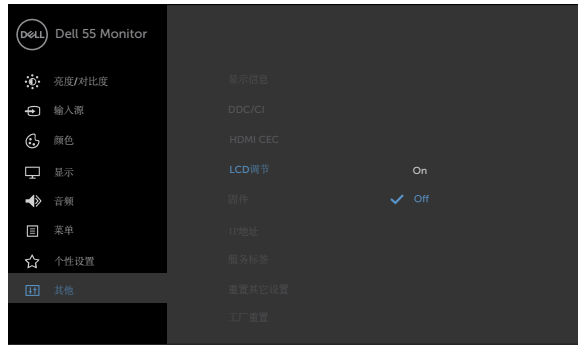 DELL
Dell 55 Monitor
亮度/对比度
输入源
颜色
显示
音频
菜单
个性设置
其他
显示信息
DDC/CI
HDMI CEC
LCD调节
On
固件
Off
IP地址
服务标签
重置其它设置
工厂重置